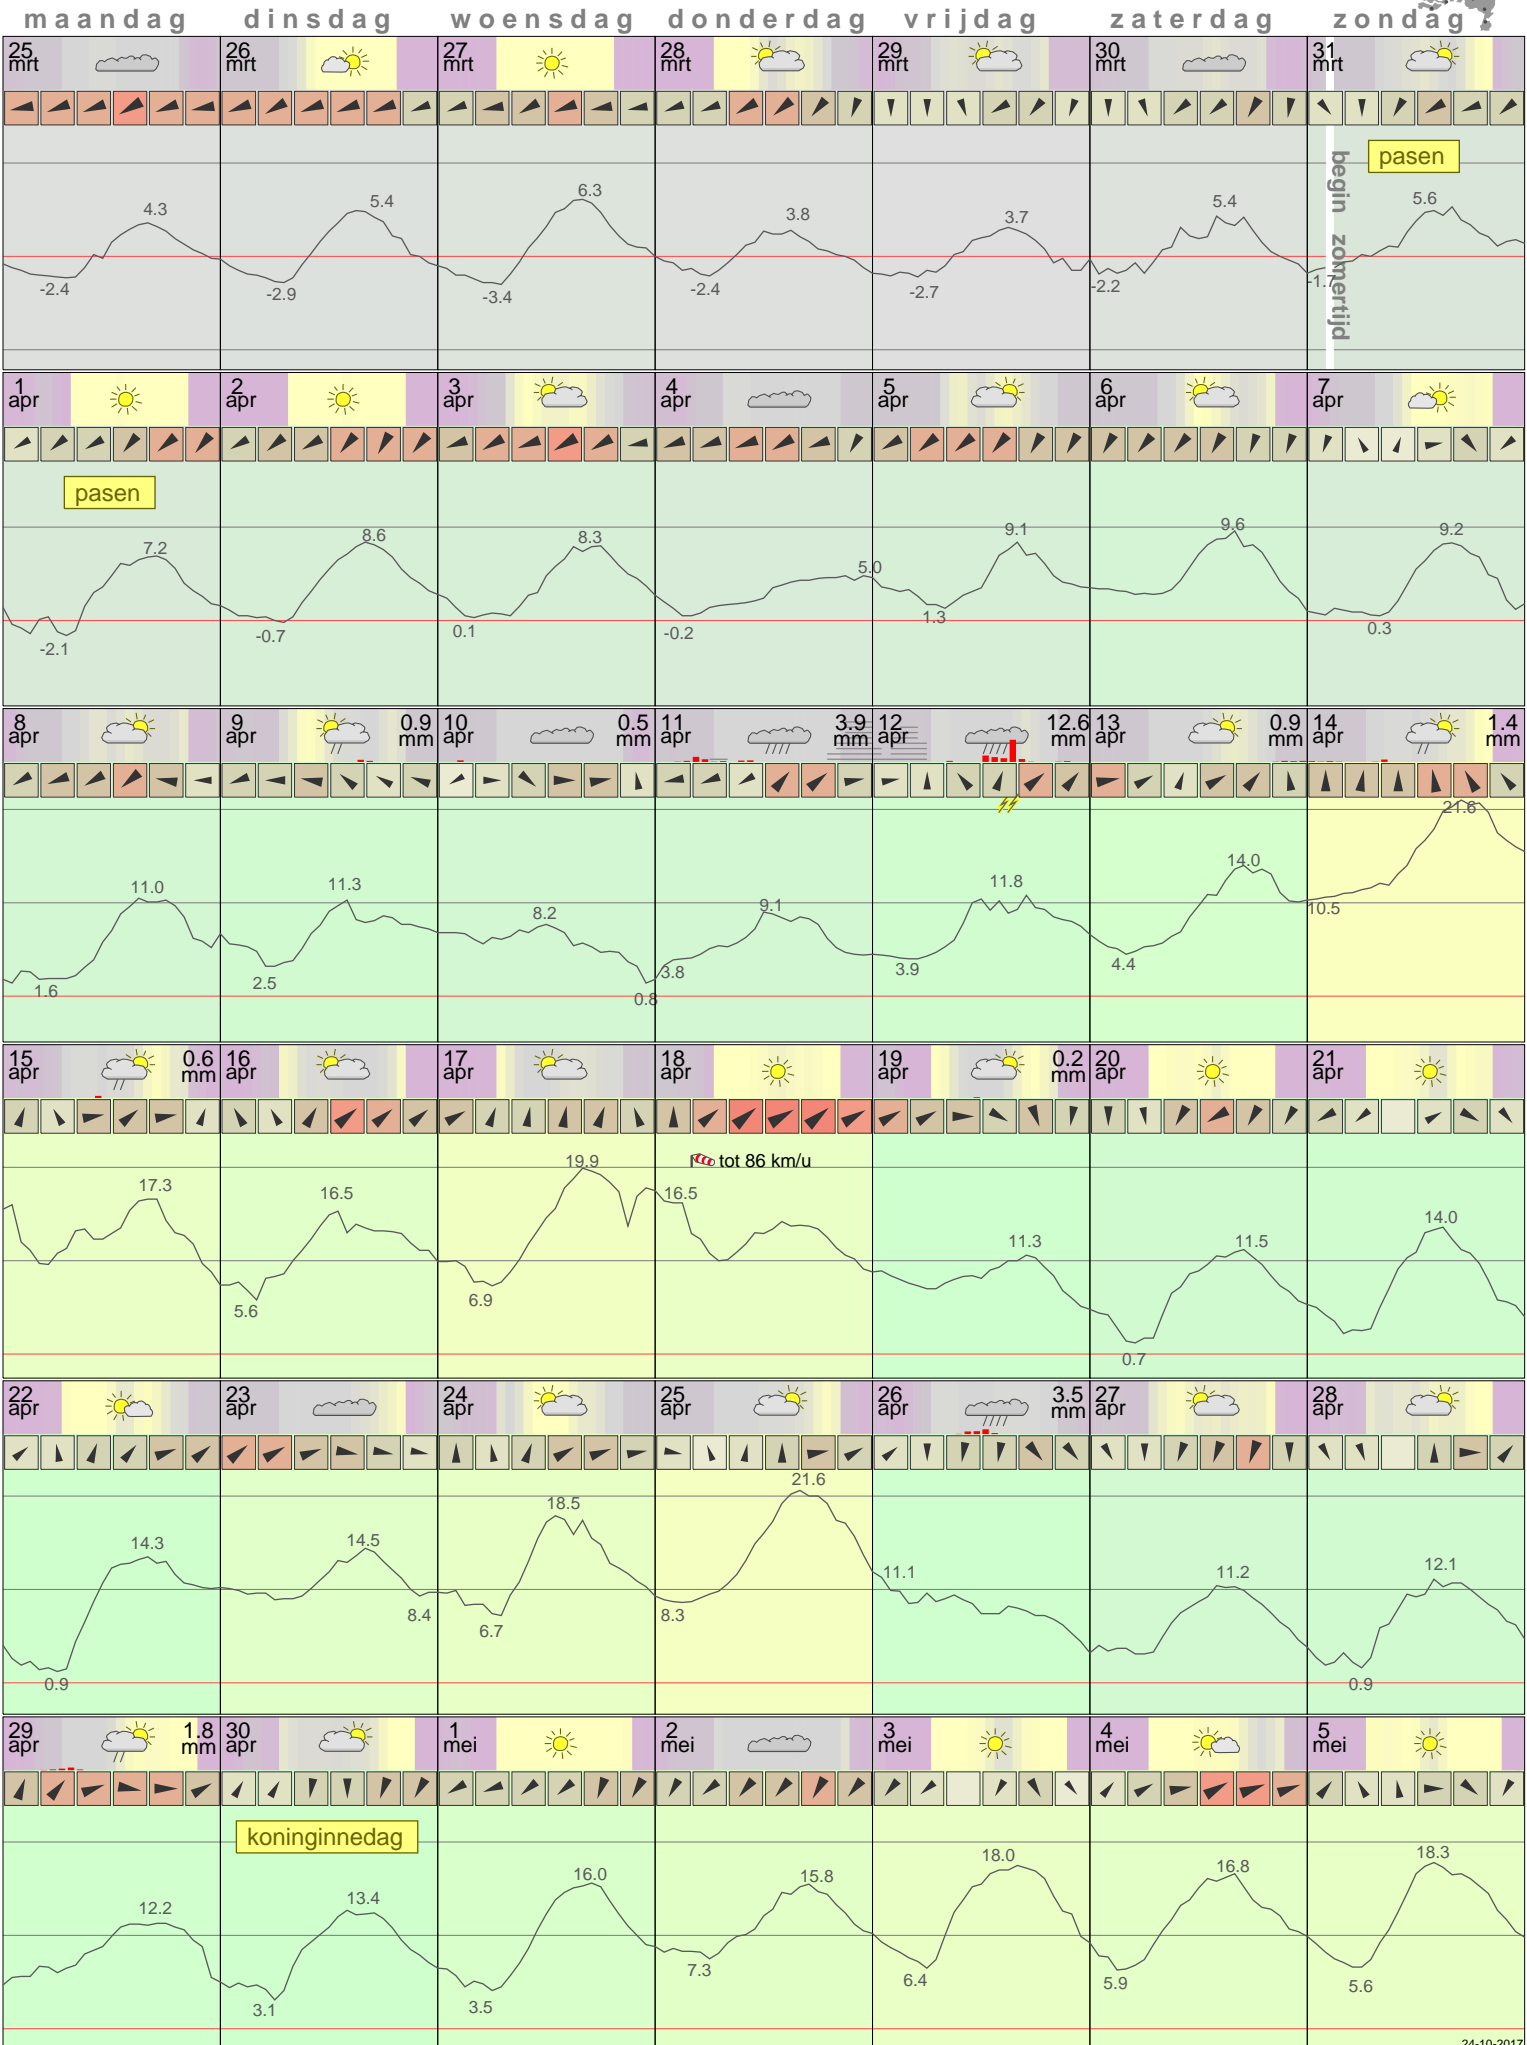 maandag dinsdag woensdag donderdag vrijdag zaterdag zondag
25 26 27 28 29 30 31
mrt mrt mrt mrt mrt mrt mrt
pasen
begin zomertijd
4.3 5.4 6.3 3.8 3.7 5.4 5.6
-2.4 -2.9 -3.4 -2.4 -2.7 -2.2 -1.7
1 2 3 4 5 6 7
apr apr apr apr apr apr apr
pasen
7.2 8.6 8.3 5.0 9.1 9.6 9.2
-2.1 -0.7 0.1 -0.2 1.3 0.3
8 9 0.9 10 0.5 11 3.9 12 12.6 13 0.9 14 1.4
apr apr mm apr mm apr mm apr mm apr mm apr mm
11.0 11.3 8.2 9.1 11.8 14.0 21.6
1.6 2.5 0.8 3.8 3.9 4.4 10.5
15 0.6 16 17 18 19 0.2 20 21
apr mm apr apr apr apr mm apr apr
tot 86 km/u
17.3 16.5 19.9 16.5 11.3 11.5 14.0
5.6 6.9 0.7
22 23 24 25 26 3.5 27 28
apr apr apr apr apr mm apr apr
14.3 14.5 18.5 21.6 11.1 11.2 12.1
0.9 8.4 6.7 8.3 0.9
29 1.8 30 1 2 3 4 5
apr mm apr mei mei mei mei mei
koninginnedag
12.2 13.4 16.0 15.8 18.0 16.8 18.3
3.1 3.5 7.3 6.4 5.9 5.6
24-10-2017